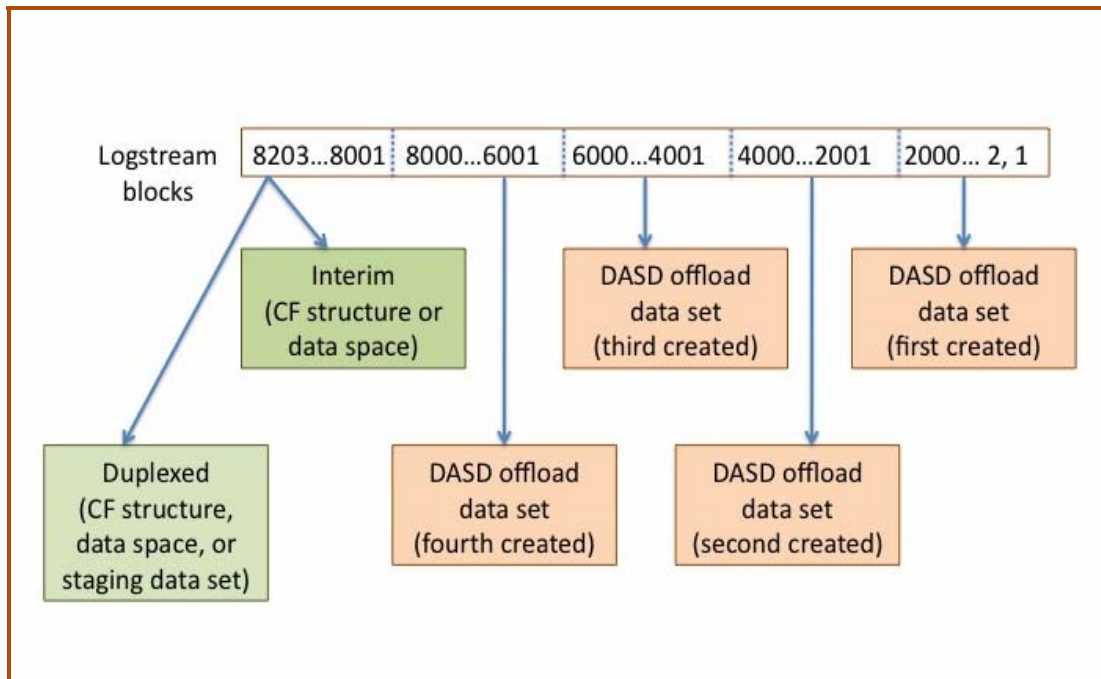 Logstream
blocks
8203...8001 8000...6001 6000...4001 4000...2001 2000... 2, 1
Interim
(CF structure or
data space)
DASD offload
data set
(third created)
DASD offload
data set
(first created)
Duplexed
(CF structure,
data space, or
staging data set)
DASD offload
data set
(fourth created)
DASD offload
data set
(second created)